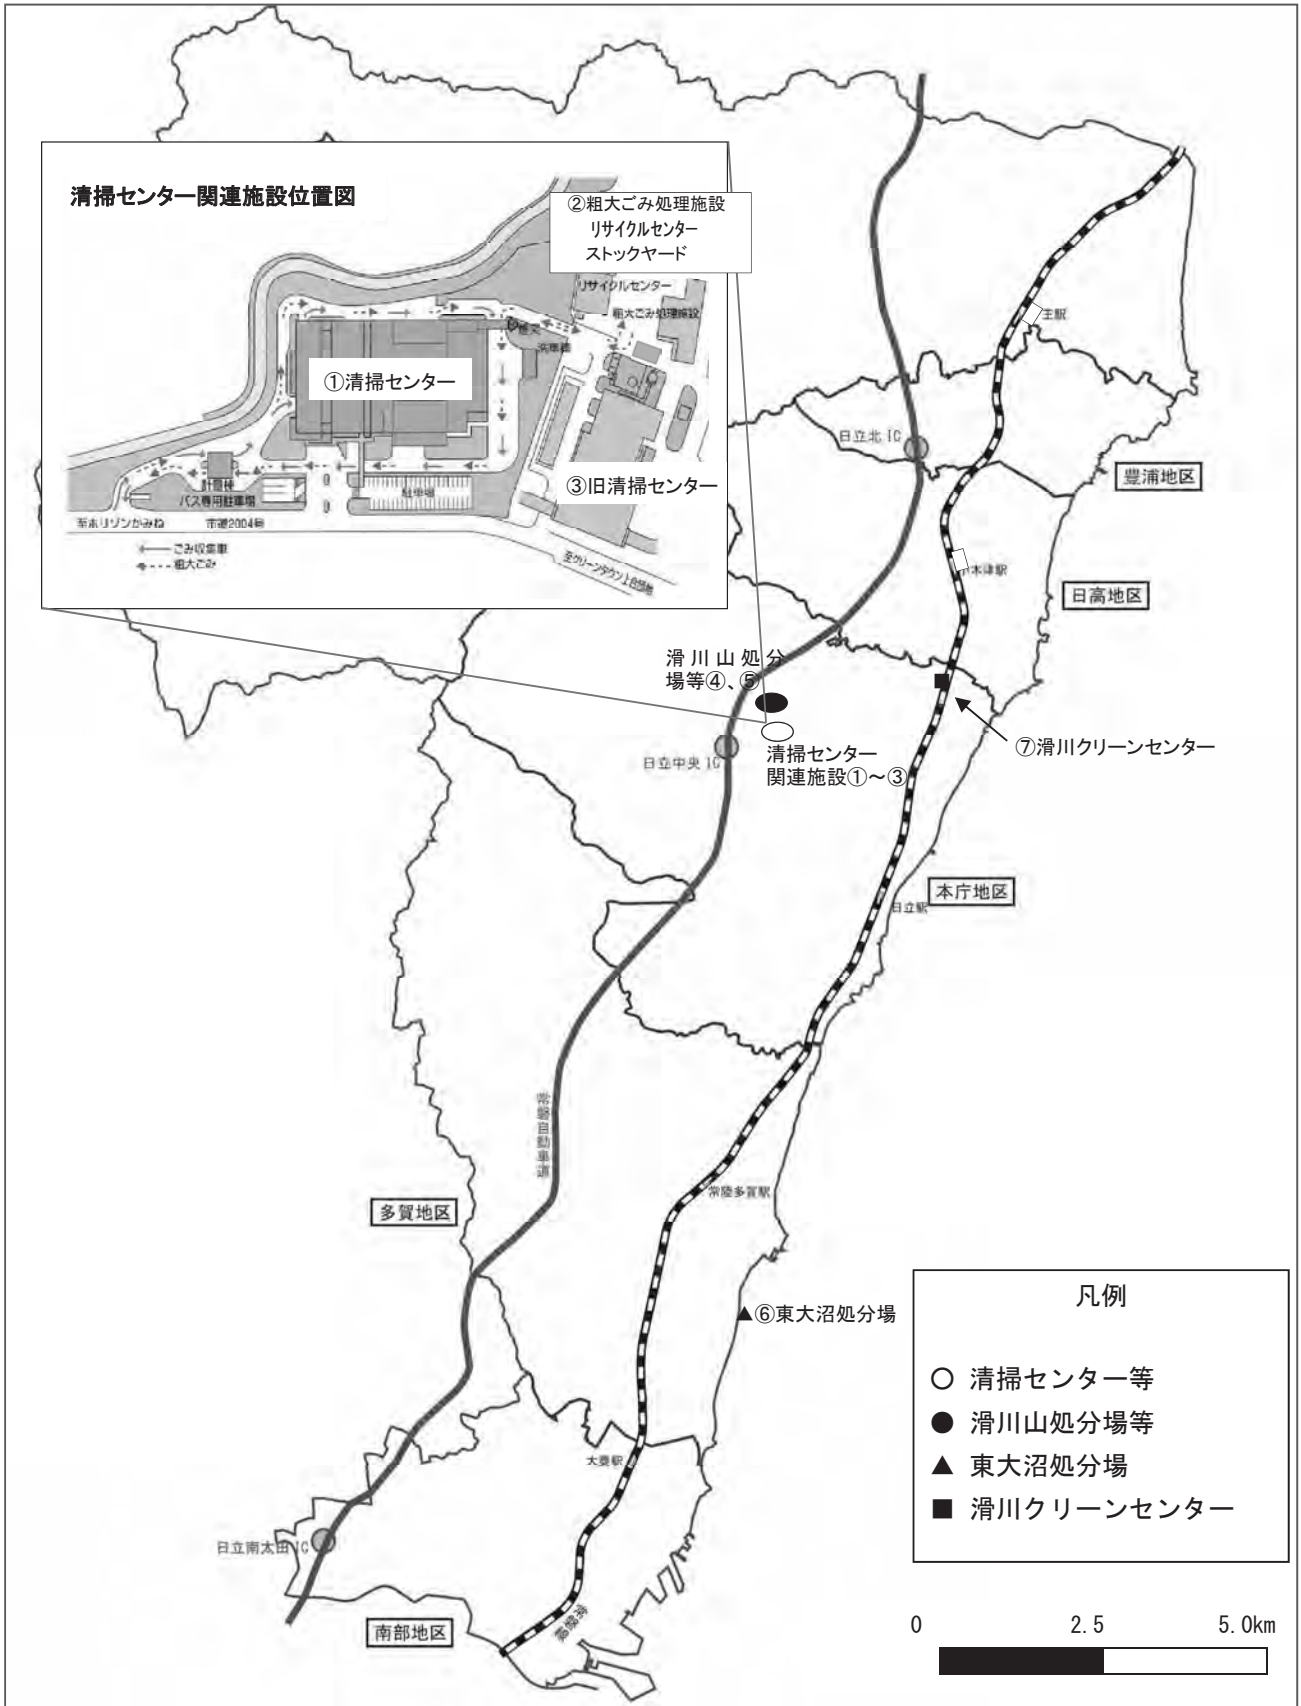 清掃センター関連施設位置図
②粗大ごみ処理施設
リサイクルセンター
ストックヤード
リサイクルセンター
粗大ごみ処理施設
煙突
洗車棟
①清掃センター
計量棟
バス専用駐車場
駐車場
③旧清掃センター
至ホリゾンかみね
市道2004号
至グリーンタウン上合団地
ごみ収集車
粗大ごみ
王駅
日立北IC
豊浦地区
木津駅
日高地区
滑川山処分
場等④、⑤
⑦滑川クリーンセンター
日立中央IC
清掃センター
関連施設①～③
本庁地区
日立駅
常磐自動車道
常陸多賀駅
多賀地区
⑥東大沼処分場
大甕駅
日立南太田IC
南部地区
常磐線
凡例
清掃センター等
滑川山処分場等
東大沼処分場
滑川クリーンセンター
0 2.5 5.0km